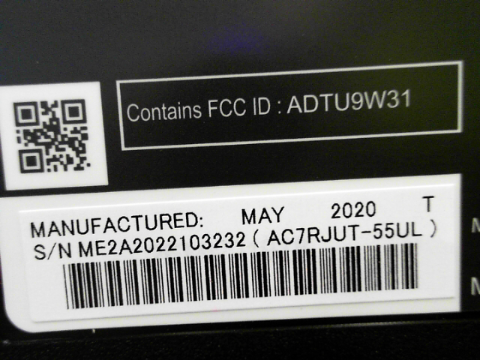 Contains FCC ID : ADTU9W31
MANUFACTURED: MAY 2020 T
S/N ME2A2022103232 ( AC7RJUT-55UL )